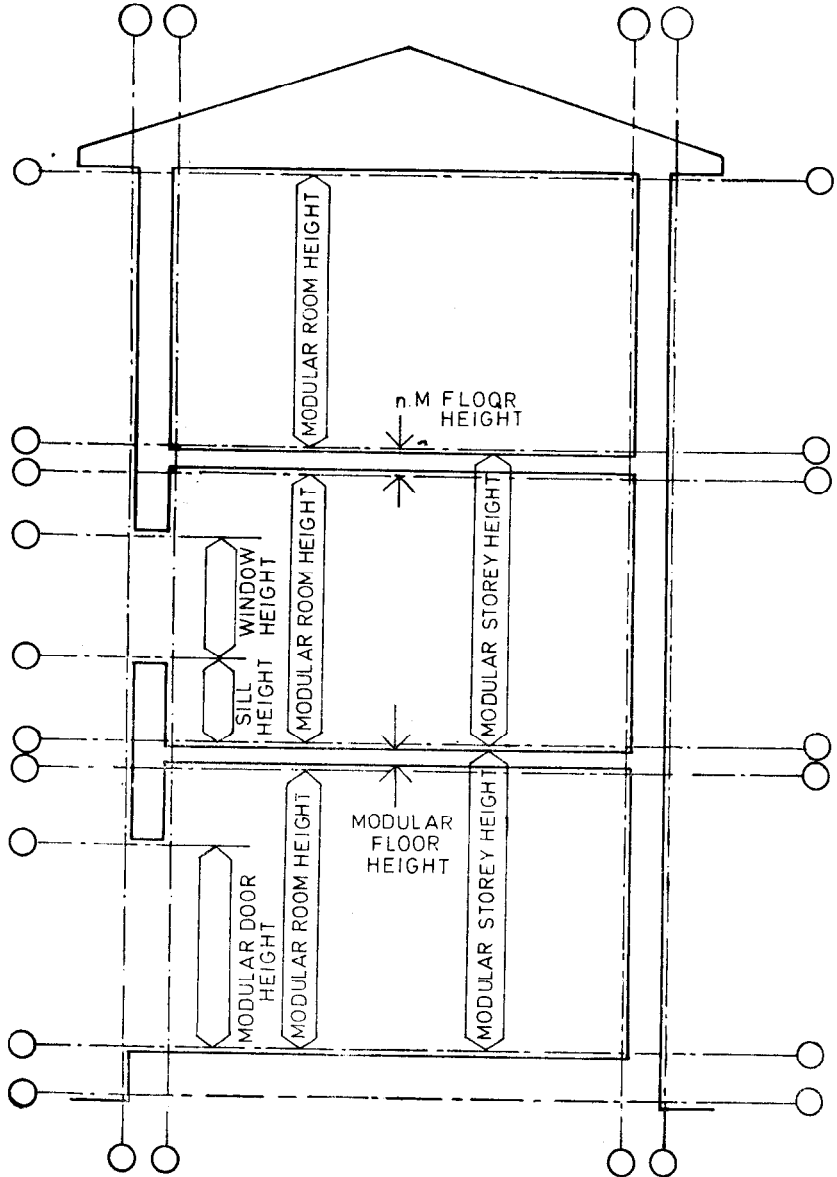 MODULAR ROOM HEIGHT
n.M FLOOR
HEIGHT
MODULAR ROOM HEIGHT
MODULAR STOREY HEIGHT
WINDOW
HEIGHT
SILL
HEIGHT
MODULAR
FLOOR
HEIGHT
MODULAR DOOR
HEIGHT
MODULAR ROOM HEIGHT
MODULAR STOREY HEIGHT